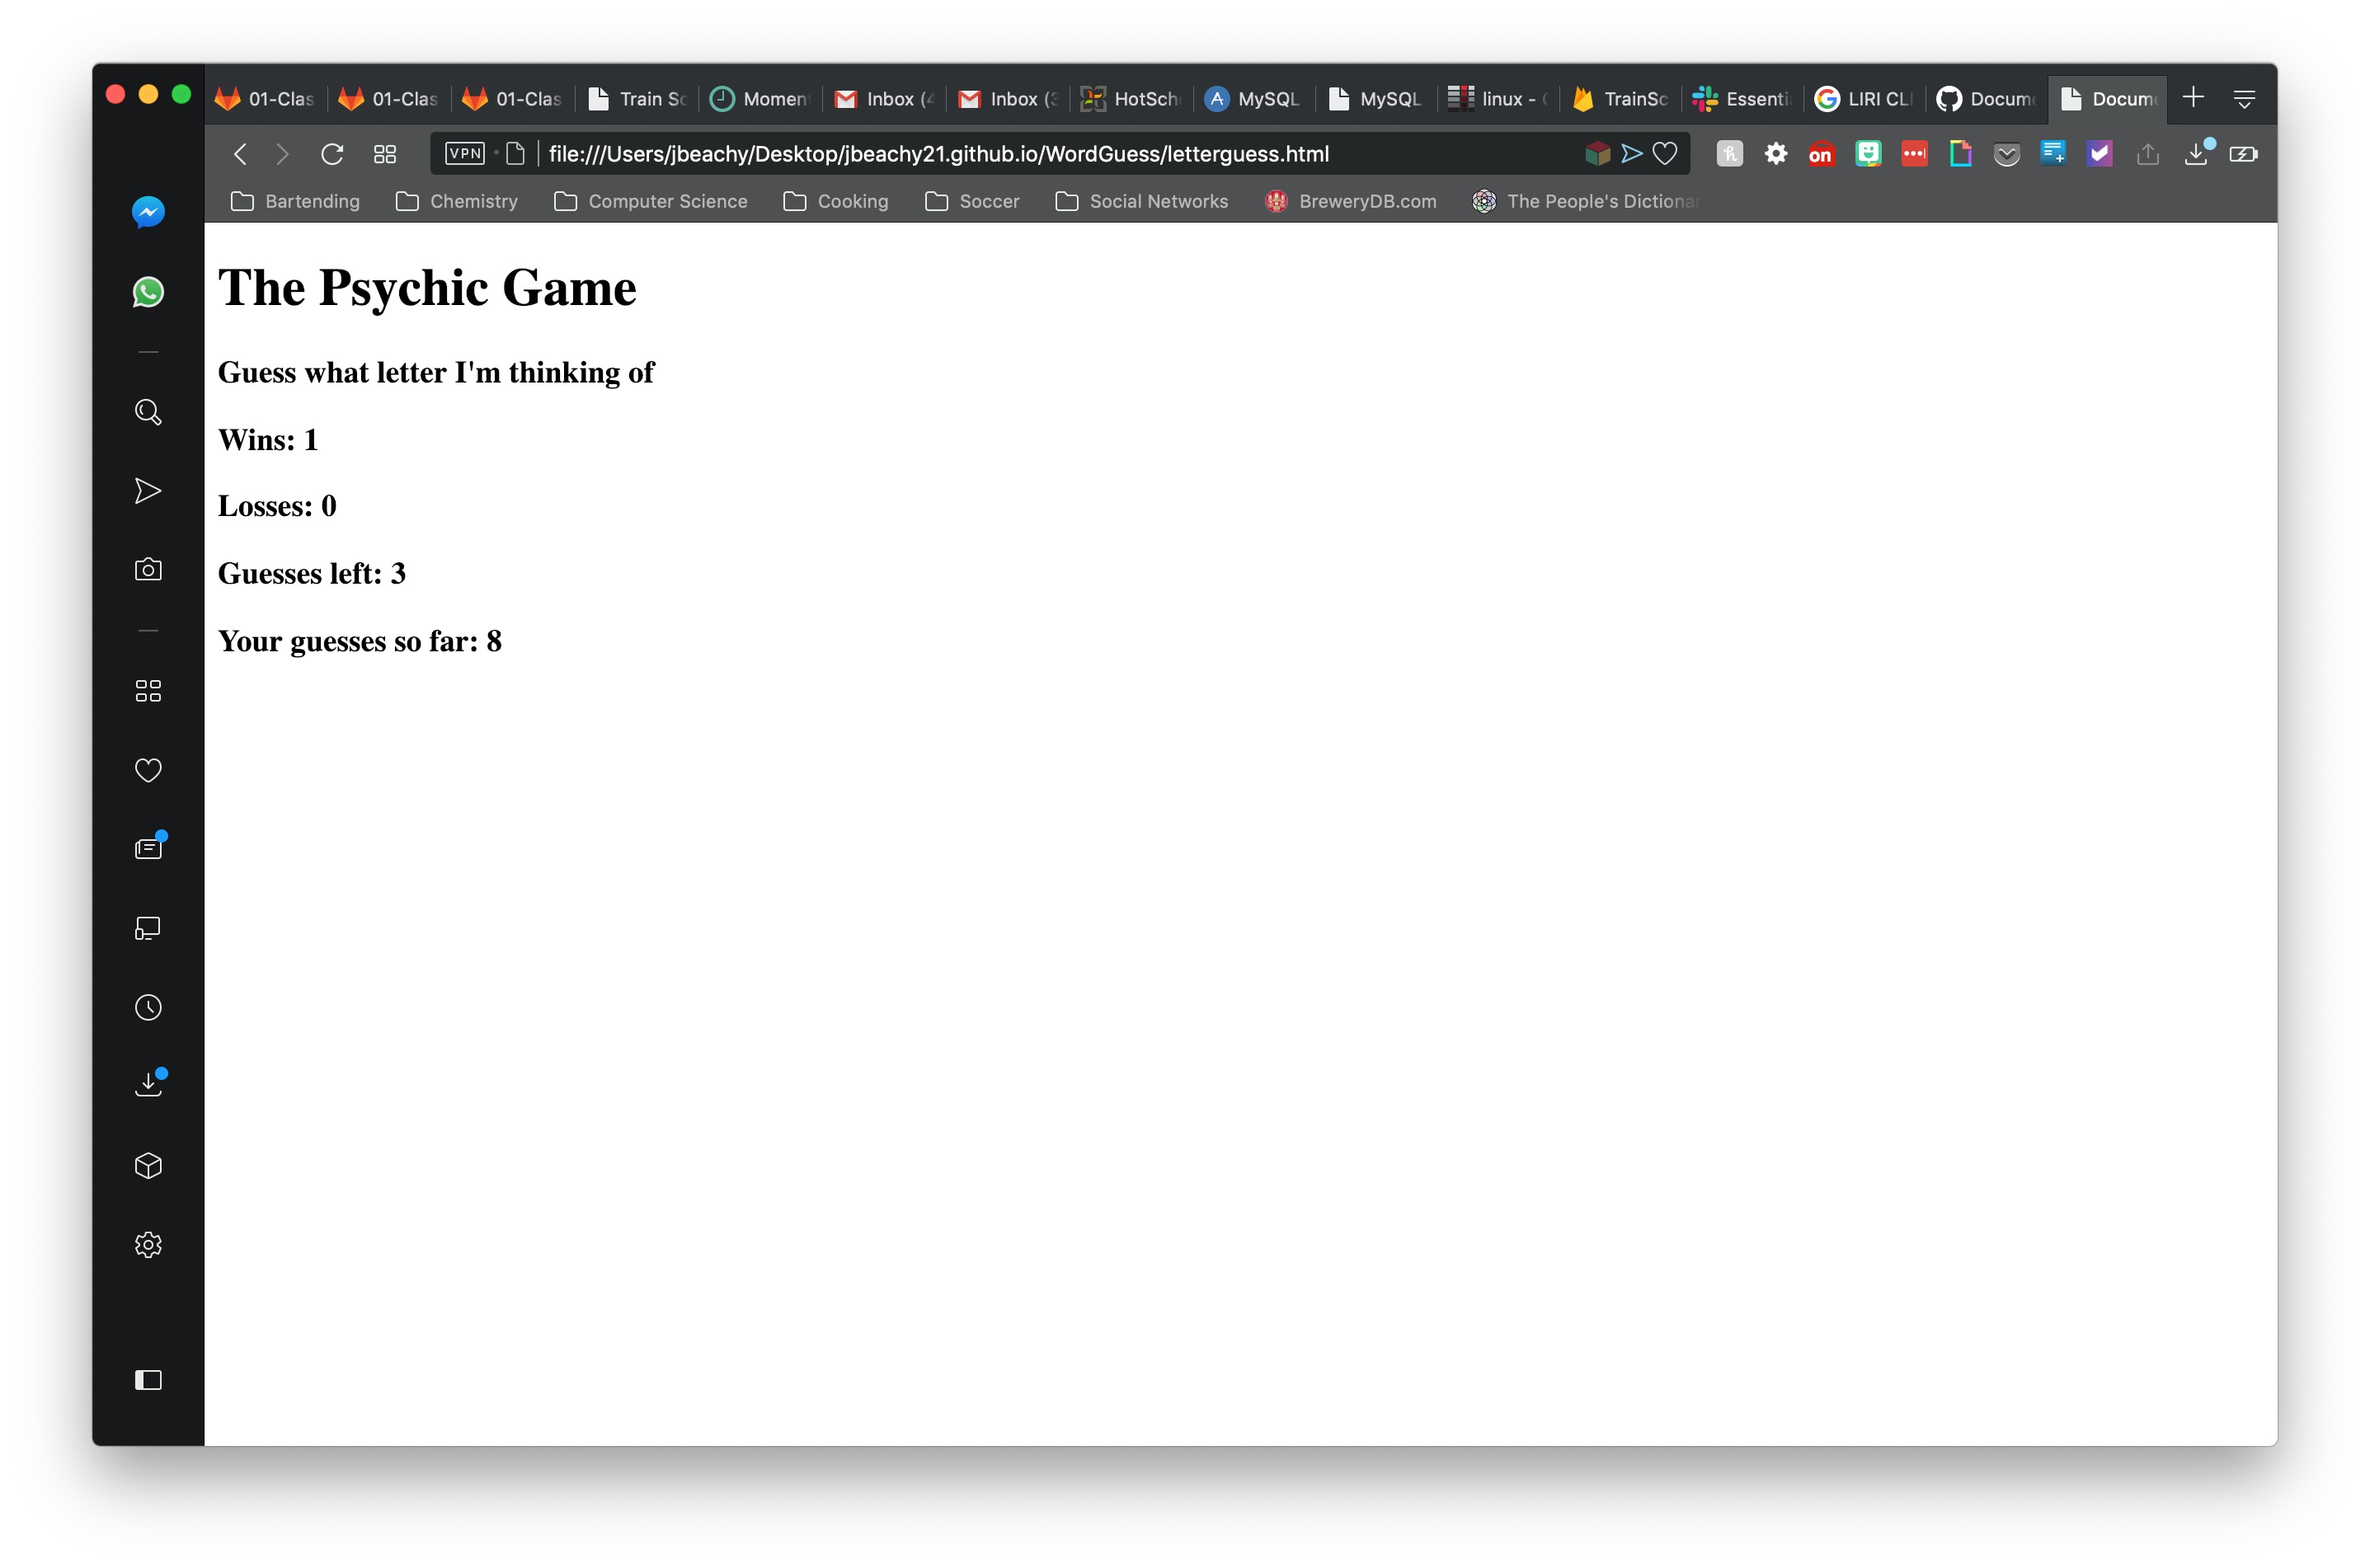 01-Clas 01-Clas 01-Clas Train Sc Momen Inbox ( Inbox (3 HotSch MySQL MySQL linux - TrainSc Essenti LIRI CLI Docum Docum
VPN file:///Users/jbeachy/Desktop/jbeachy21.github.io/WordGuess/letterguess.html on
Bartending Chemistry Computer Science Cooking Soccer Social Networks BreweryDB.com The People's Dictionar
The Psychic Game
Guess what letter I'm thinking of
Wins: 1
Losses: 0
Guesses left: 3
Your guesses so far: 8